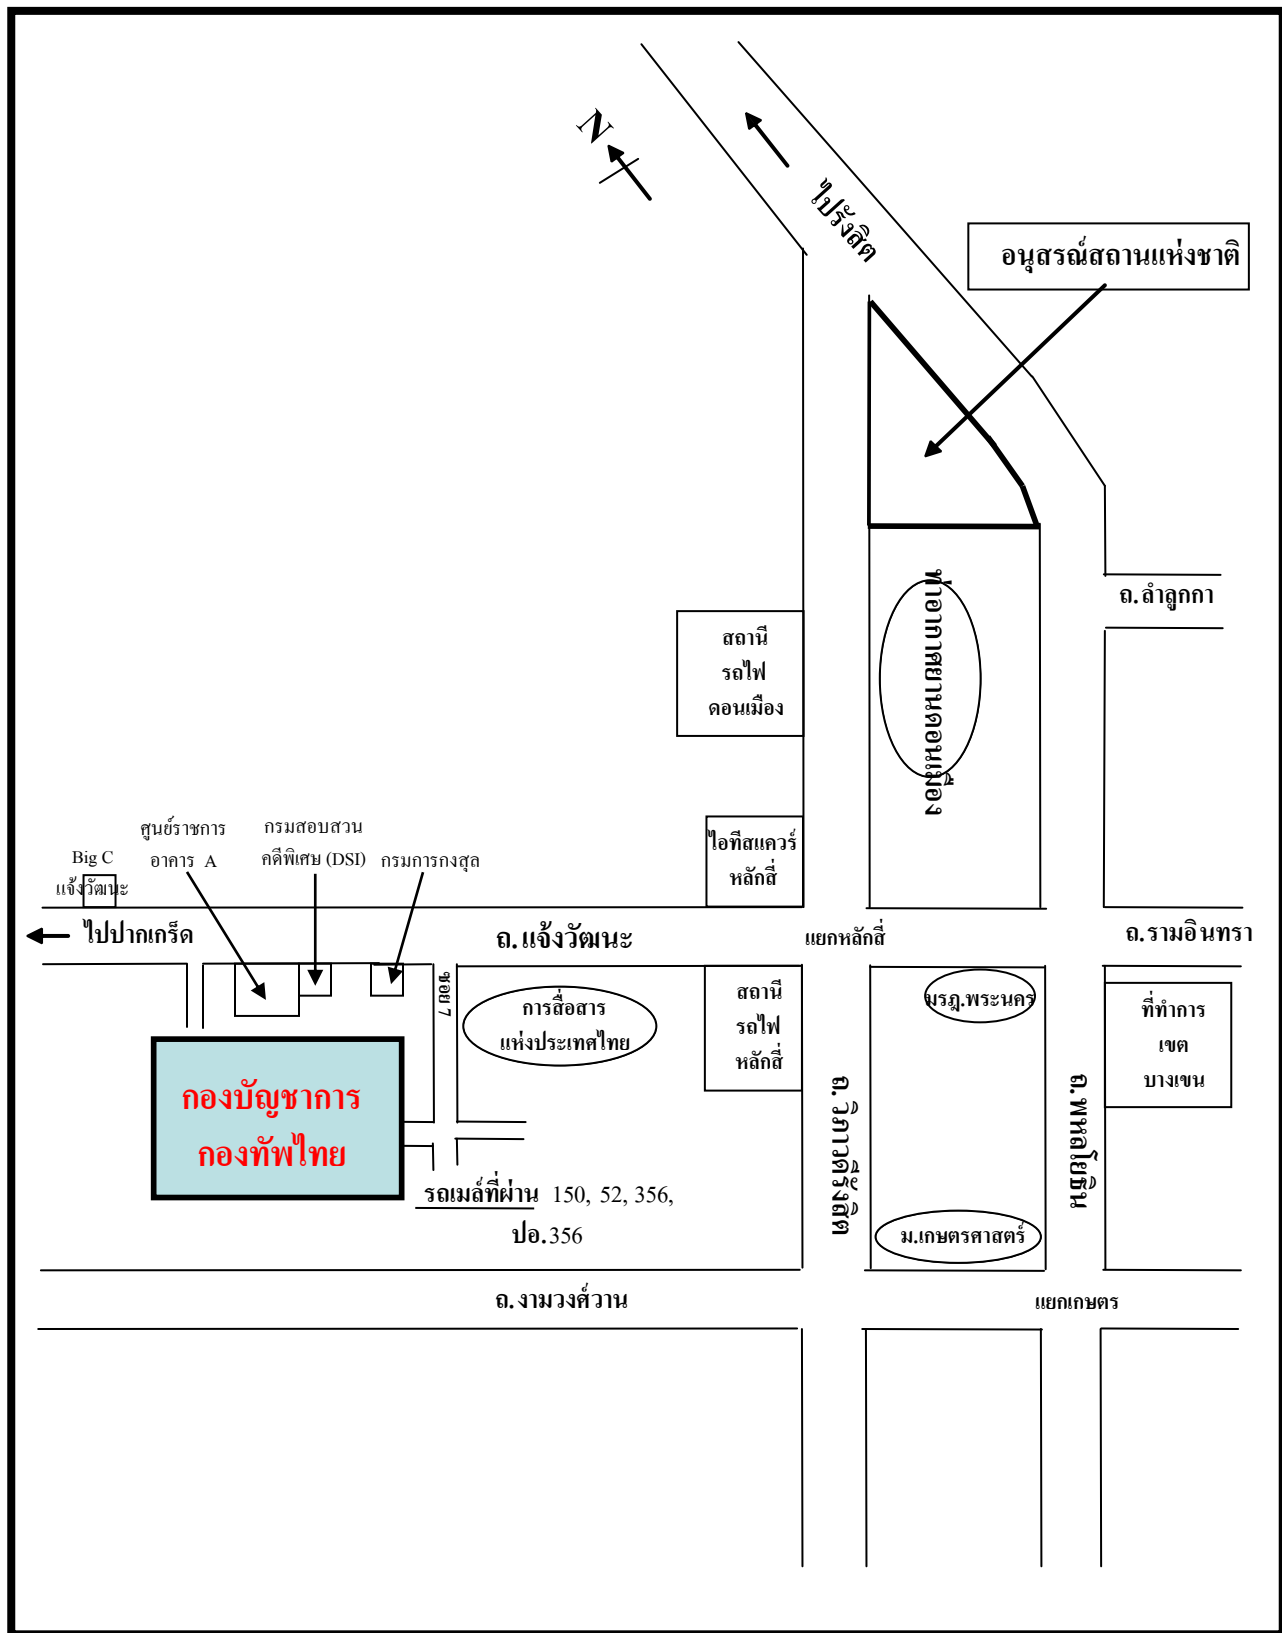 N
ไปรังสิต
อนุสรณ์สถานแห่งชาติ
ถ.ลำลูกกา
ท่าอากาศยานดอนเมือง
สถานี
รถไฟ
ดอนเมือง
ไอทีสแควร์
หลักสี่
ศูนย์ราชการ
อาคาร A
กรมสอบสวน
คดีพิเศษ (DSI)
กรมการกงสุล
Big C
แจ้งวัฒนะ
ไปปากเกร็ด
ถ.แจ้งวัฒนะ
แยกหลักสี่
ถ.รามอินทรา
ซอย 7
การสื่อสาร
แห่งประเทศไทย
สถานี
รถไฟ
หลักสี่
มรฎ.พระนคร
ที่ทำการ
เขต
บางเขน
กองบัญชาการ
กองทัพไทย
ถ.วิภาวดีรังสิต
ถ.พหลโยธิน
รถเมล์ที่ผ่าน 150, 52, 356,
ปอ.356
ม.เกษตรศาสตร์
ถ.งามวงศ์วาน
แยกเกษตร